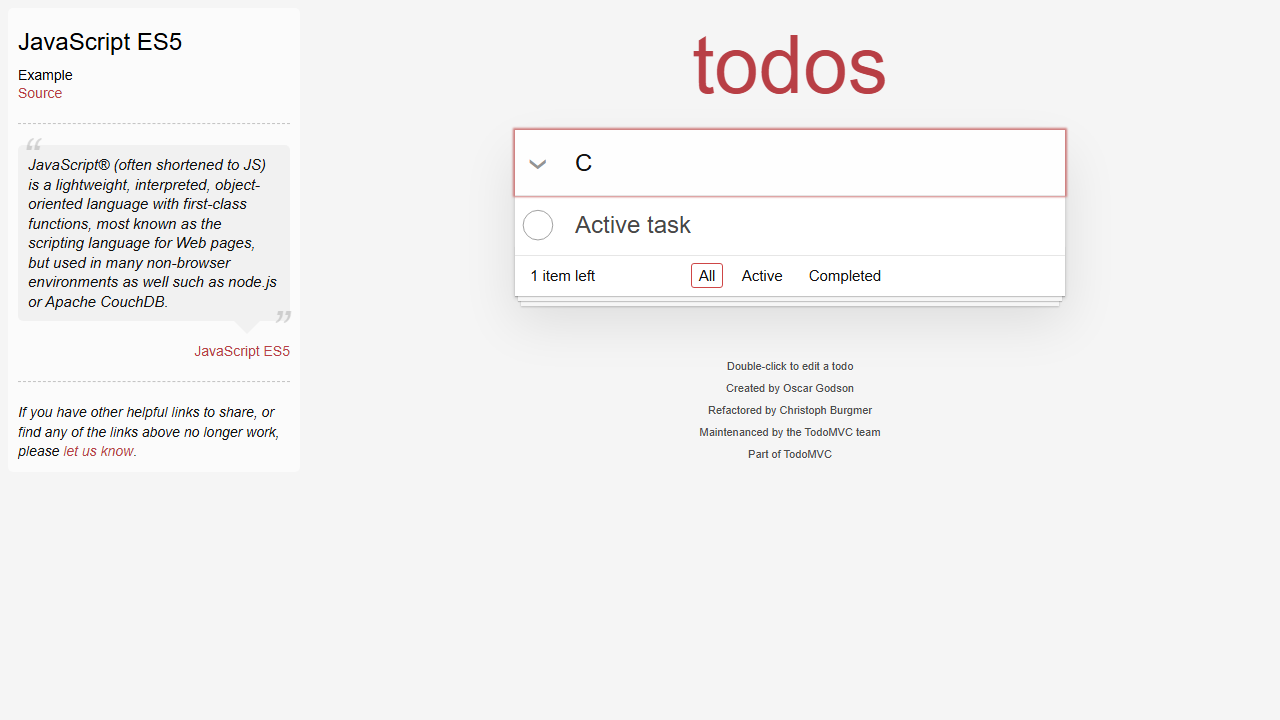 JavaScript ES5
Example
Source
“
JavaScript® (often shortened to JS)
is a lightweight, interpreted, object-
oriented language with first-class
functions, most known as the
scripting language for Web pages,
but used in many non-browser
environments as well such as node.js
or Apache CouchDB.
”
JavaScript ES5
If you have other helpful links to share, or
find any of the links above no longer work,
please let us know.
todos
C
Active task
1 item left All Active Completed
Double-click to edit a todo
Created by Oscar Godson
Refactored by Christoph Burgmer
Maintenanced by the TodoMVC team
Part of TodoMVC